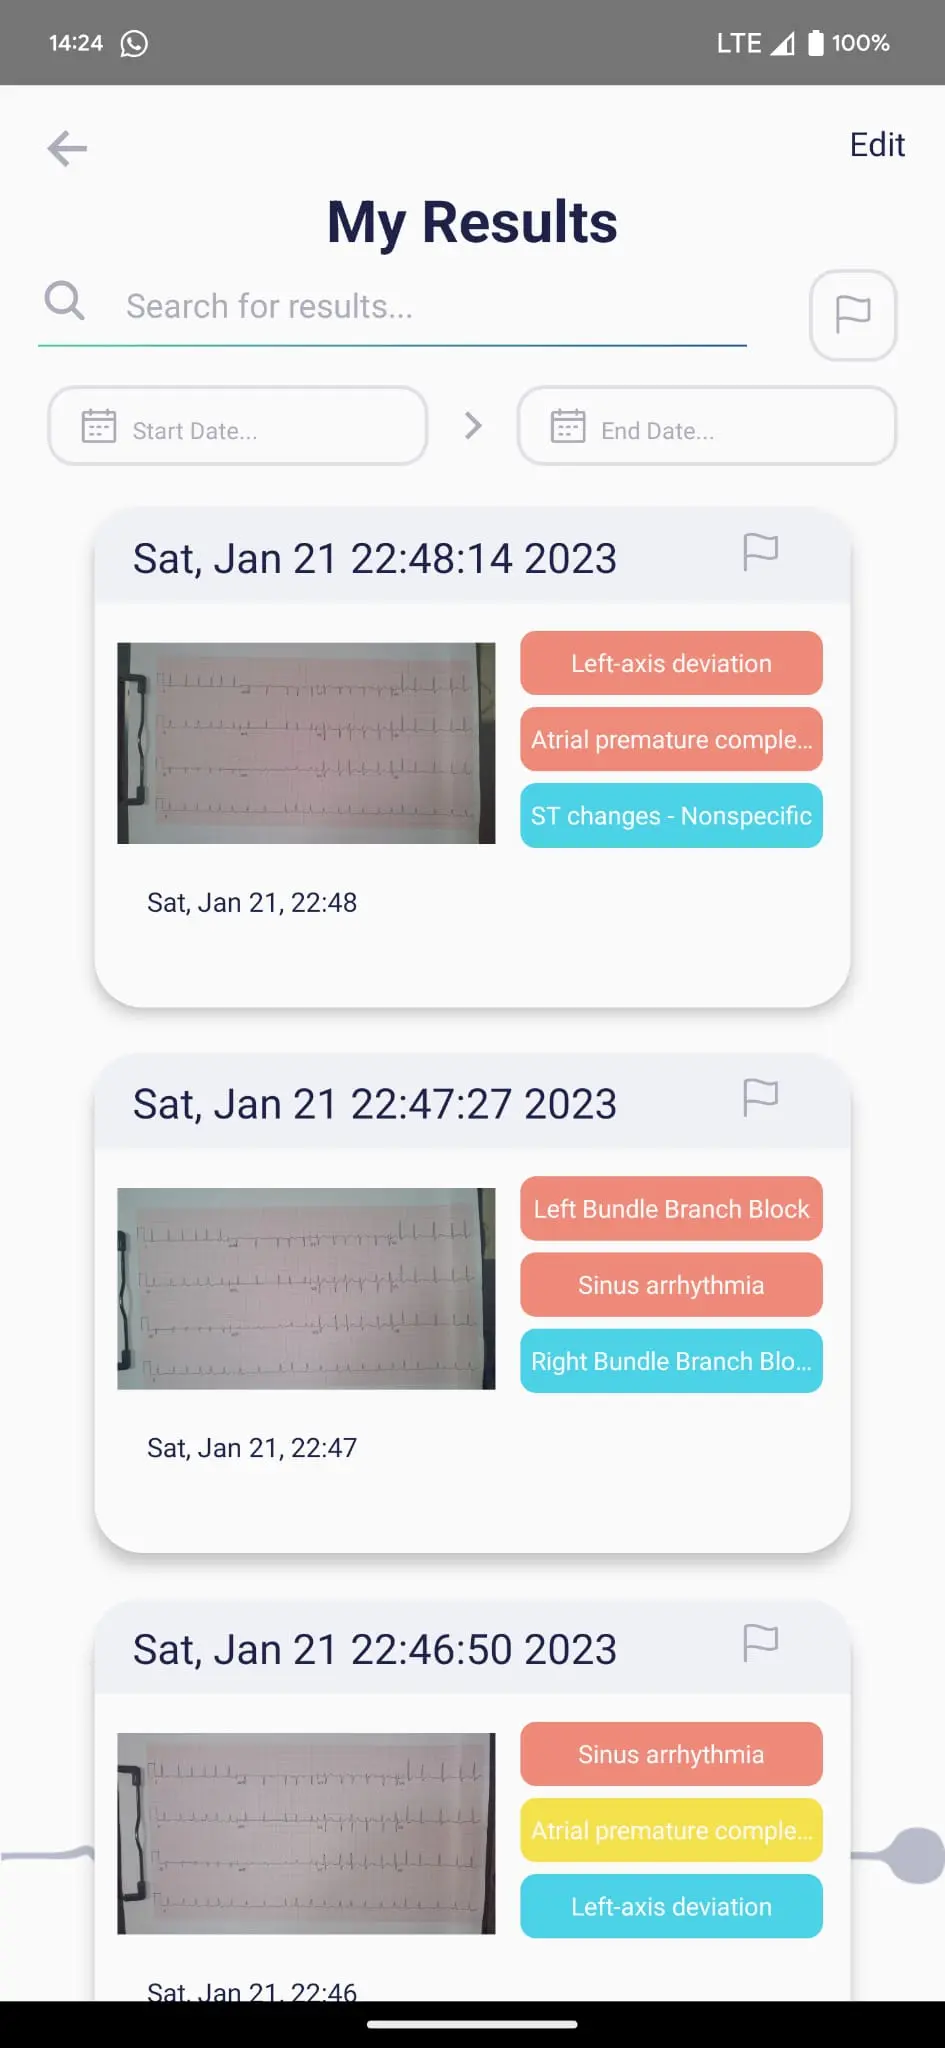 14:24
LTE 100%
Edit
My Results
Search for results...
Start Date...
End Date...
Sat, Jan 21 22:48:14 2023
Left-axis deviation
Atrial premature comple...
ST changes - Nonspecific
Sat, Jan 21, 22:48
Sat, Jan 21 22:47:27 2023
Left Bundle Branch Block
Sinus arrhythmia
Right Bundle Branch Blo...
Sat, Jan 21, 22:47
Sat, Jan 21 22:46:50 2023
Sinus arrhythmia
Atrial premature comple...
Left-axis deviation
Sat, Jan 21, 22:46